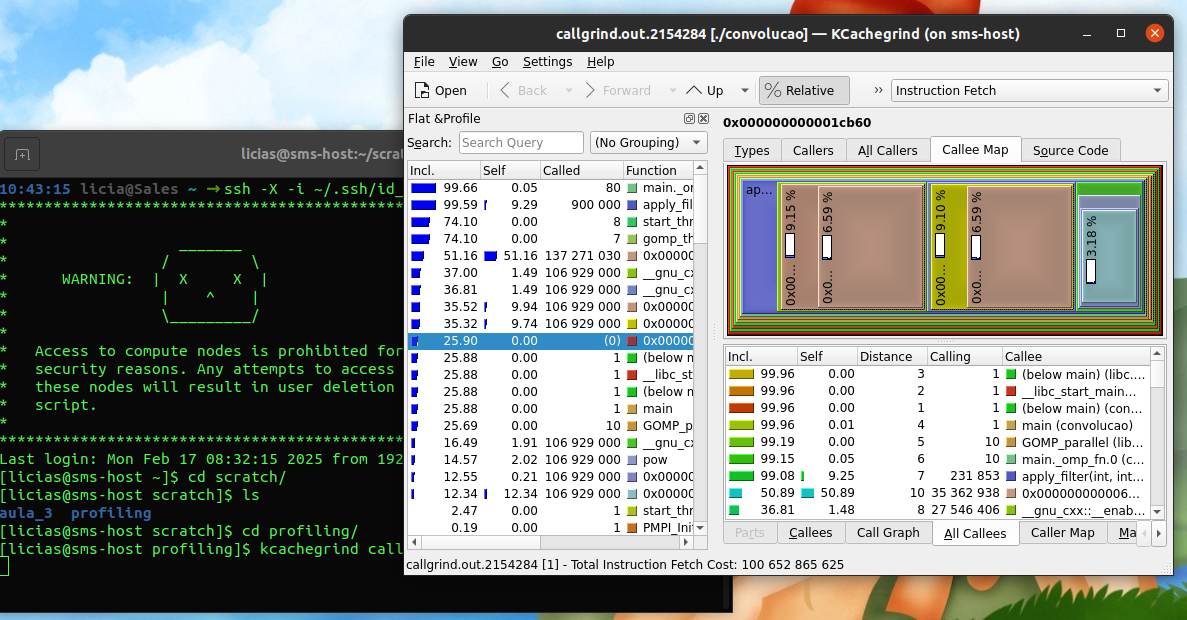 callgrind.out.2154284 [./convolucao] — KCachegrind (on sms-host)
File View Go Settings Help
Open Back Forward Up Relative » Instruction Fetch
Flat &Profile
Search: Search Query (No Grouping)
Incl. Self Called Function
99.66 0.05 80 main._or
99.59 9.29 900 000 apply_fil
74.10 0.00 8 start_thr
74.10 0.00 7 gomp_th
51.16 51.16 137 271 030 0x00000
37.00 1.49 106 929 000 __gnu_cx
36.81 1.49 106 929 000 __gnu_cx
35.52 9.94 106 929 000 0x00000
35.32 9.74 106 929 000 0x00000
25.90 0.00 (0) 0x00000
25.88 0.00 1 (below m
25.88 0.00 1 __libc_st
25.88 0.00 1 (below m
25.88 0.00 1 main
25.69 0.00 10 GOMP_p
16.49 1.91 106 929 000 __gnu_cx
14.57 2.02 106 929 000 pow
12.55 0.21 106 929 000 0x00000
12.34 12.34 106 929 000 0x00000
2.47 0.00 1 start_thr
0.19 0.00 1 PMPI_Ini
0x000000000001cb60
Types Callers All Callers Callee Map Source Code
ap...
9.15 %
0x00...
6.59 %
0x0...
9.10 %
0x00...
6.59 %
0x0...
3.18 %
0x00...
Incl. Self Distance Calling Callee
99.96 0.00 3 1 (below main) (libc....
99.96 0.00 2 1 __libc_start_main...
99.96 0.00 1 1 (below main) (con...
99.96 0.01 4 1 main (convolucao)
99.19 0.00 5 10 GOMP_parallel (lib...
99.15 0.05 6 10 main._omp_fn.0 (c...
99.08 9.25 7 231 853 apply_filter(int, int...
50.89 50.89 10 35 362 938 0x000000000006...
36.81 1.48 8 27 546 406 __gnu_cxx::__enab...
Parts Callees Call Graph All Callees Caller Map Ma
callgrind.out.2154284 [1] - Total Instruction Fetch Cost: 100 652 865 625
licias@sms-host:~/scrat
10:43:15 licia@Sales ~ → ssh -X -i ~/.ssh/id_
*********************************************
*
* _______
* / \
* WARNING: | X X |
* | ^ |
* \_________/
*
* Access to compute nodes is prohibited for
* security reasons. Any attempts to access
* these nodes will result in user deletion
* script.
*
*********************************************
Last login: Mon Feb 17 08:32:15 2025 from 192
[licias@sms-host ~]$ cd scratch/
[licias@sms-host scratch]$ ls
aula_3 profiling
[licias@sms-host scratch]$ cd profiling/
[licias@sms-host profiling]$ kcachegrind call